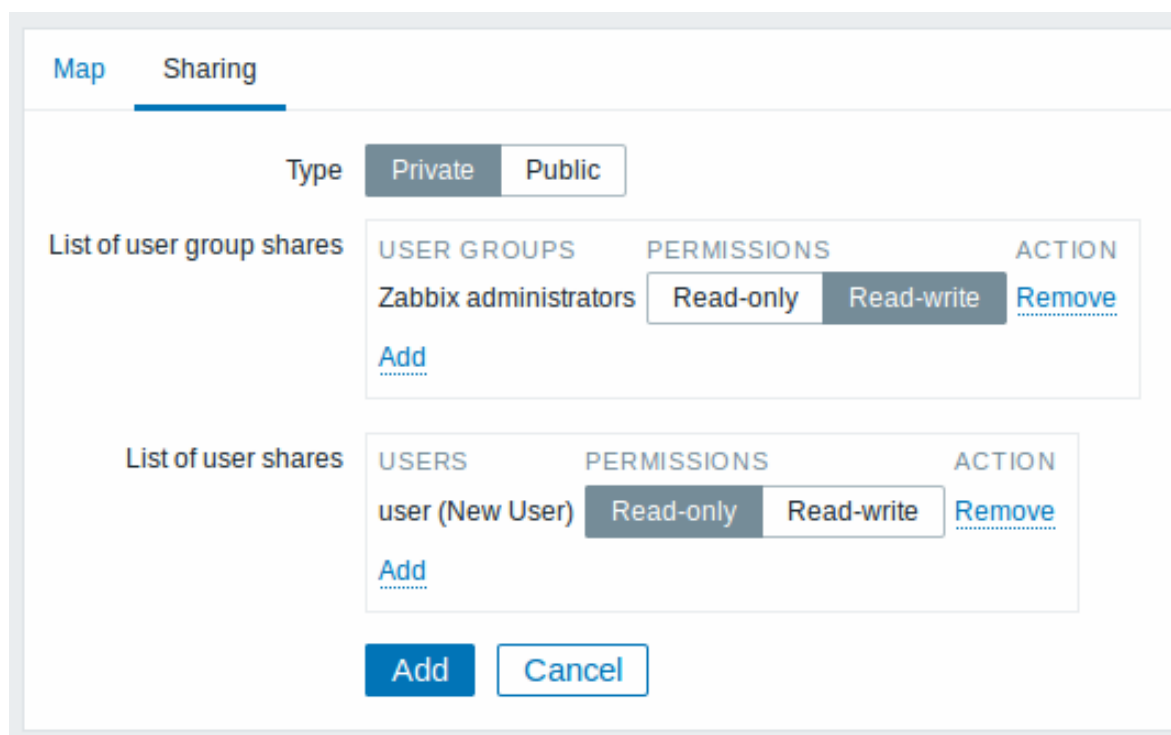 Map Sharing
Type Private Public
List of user group shares USER GROUPS PERMISSIONS ACTION
Zabbix administrators Read-only Read-write Remove
Add
List of user shares USERS PERMISSIONS ACTION
user (New User) Read-only Read-write Remove
Add
Add Cancel